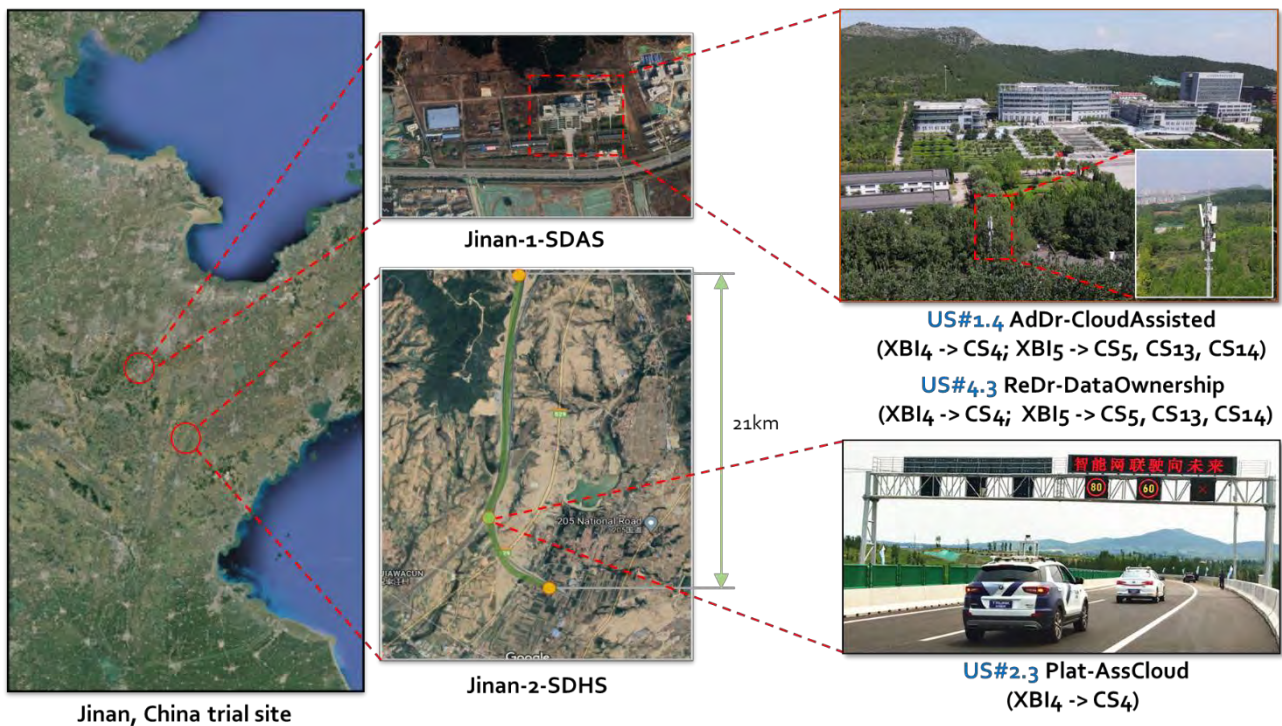 Jinan, China trial site
Jinan-1-SDAS
Jinan-2-SDHS
21km
205 National Road
JIAWACUN
Google
US#1.4 AdDr-CloudAssisted
(XBI4 -> CS4; XBI5 -> CS5, CS13, CS14)
US#4.3 ReDr-DataOwnership
(XBI4 -> CS4; XBI5 -> CS5, CS13, CS14)
智能网联驶向未来
80
60
US#2.3 Plat-AssCloud
(XBI4 -> CS4)